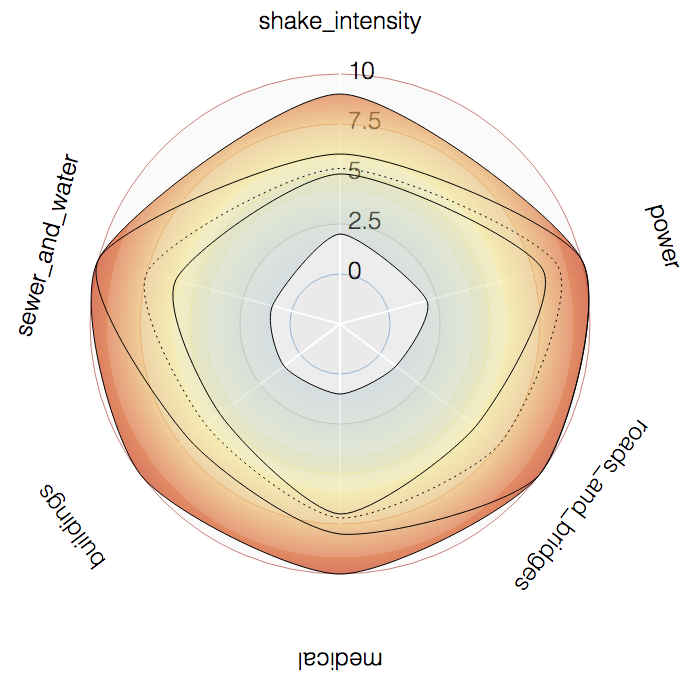 shake_intensity
10
7.5
5
2.5
0
power
roads_and_bridges
medical
buildings
sewer_and_water